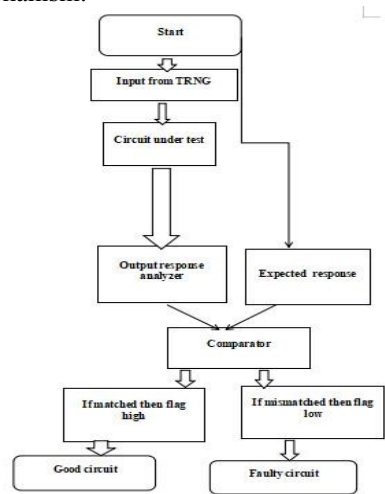 Start
Input from TRNG
Circuit under test
Output response
analyzer
Expected response
Comparator
If matched then flag
high
If mismatched then flag
low
Good circuit
Faulty circuit